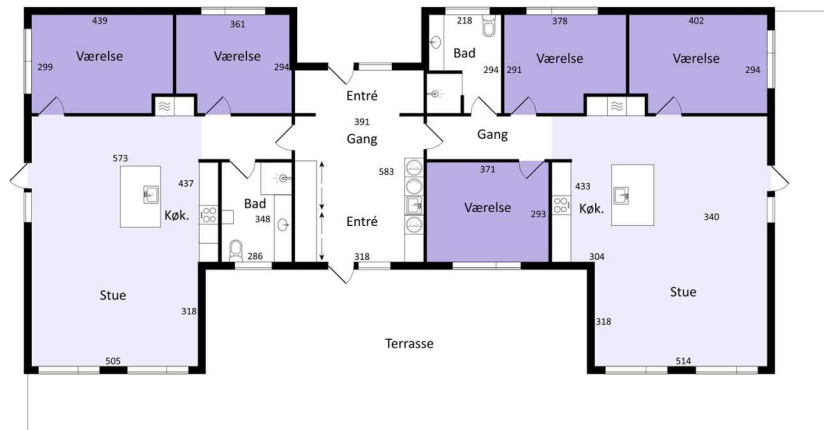 439
Værelse
299
361
Værelse
294
218
Bad
294
378
Værelse
291
402
Værelse
294
Entré
391
Gang
Gang
573
437
Køk.
583
371
Værelse
293
433
Køk.
340
Bad
348
286
Entré
318
304
Stue
318
505
Terrasse
Stue
318
514